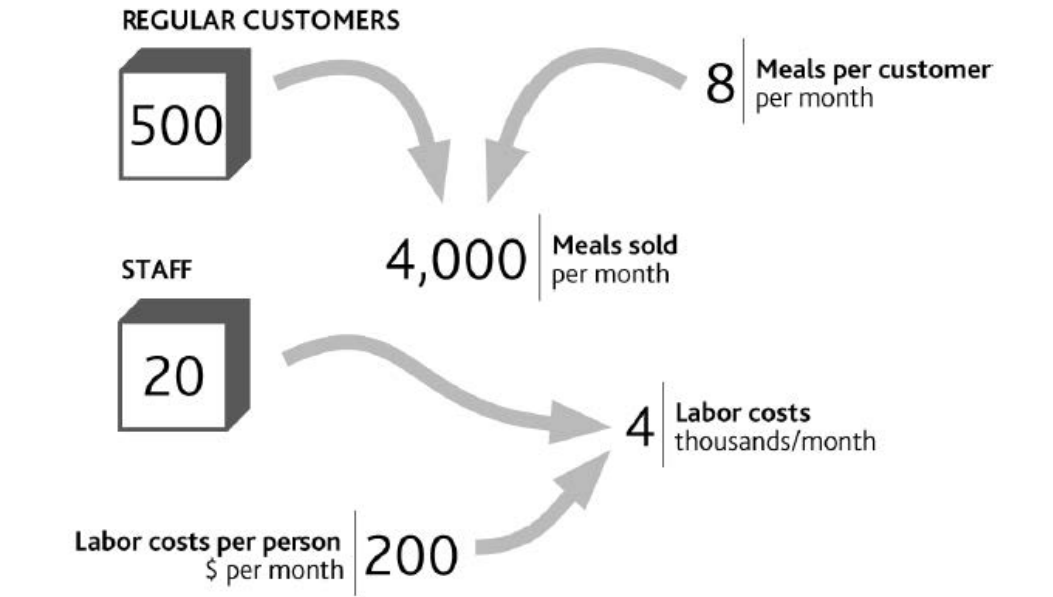 REGULAR CUSTOMERS
500
8
Meals per customer
per month
4,000
Meals sold
per month
STAFF
20
4
Labor costs
thousands/month
Labor costs per person
$ per month
200